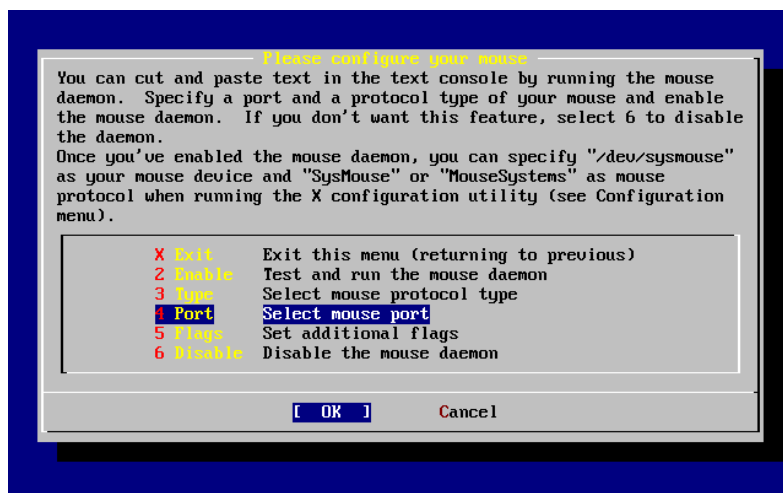 Please configure your mouse
You can cut and paste text in the text console by running the mouse
daemon.  Specify a port and a protocol type of your mouse and enable
the mouse daemon.  If you don't want this feature, select 6 to disable
the daemon.
Once you've enabled the mouse daemon, you can specify "/dev/sysmouse"
as your mouse device and "SysMouse" or "MouseSystems" as mouse
protocol when running the X configuration utility (see Configuration
menu).
X Exit Exit this menu (returning to previous)
2 Enable Test and run the mouse daemon
3 Type Select mouse protocol type
4 Port Select mouse port
5 Flags Set additional flags
6 Disable Disable the mouse daemon
[ OK ] Cancel